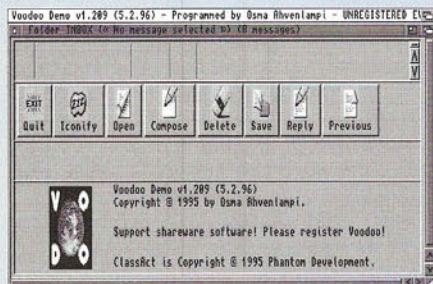 Voodoo Demo v1.209 (5.2.96) - Programmed by Osma Ahvenlampi - UNREGISTERED
Folder INBOX (« No message selected ») (8 messages)
EXIT
Quit
ZIP
Iconify
Open
Compose
Delete
Save
Reply
Previous
V O
D O
Voodoo Demo v1.209 (5.2.96)
Copyright © 1995 by Osma Ahvenlampi.
Support shareware software! Please register Voodoo!
ClassAct is Copyright © 1995 Phantom Development.